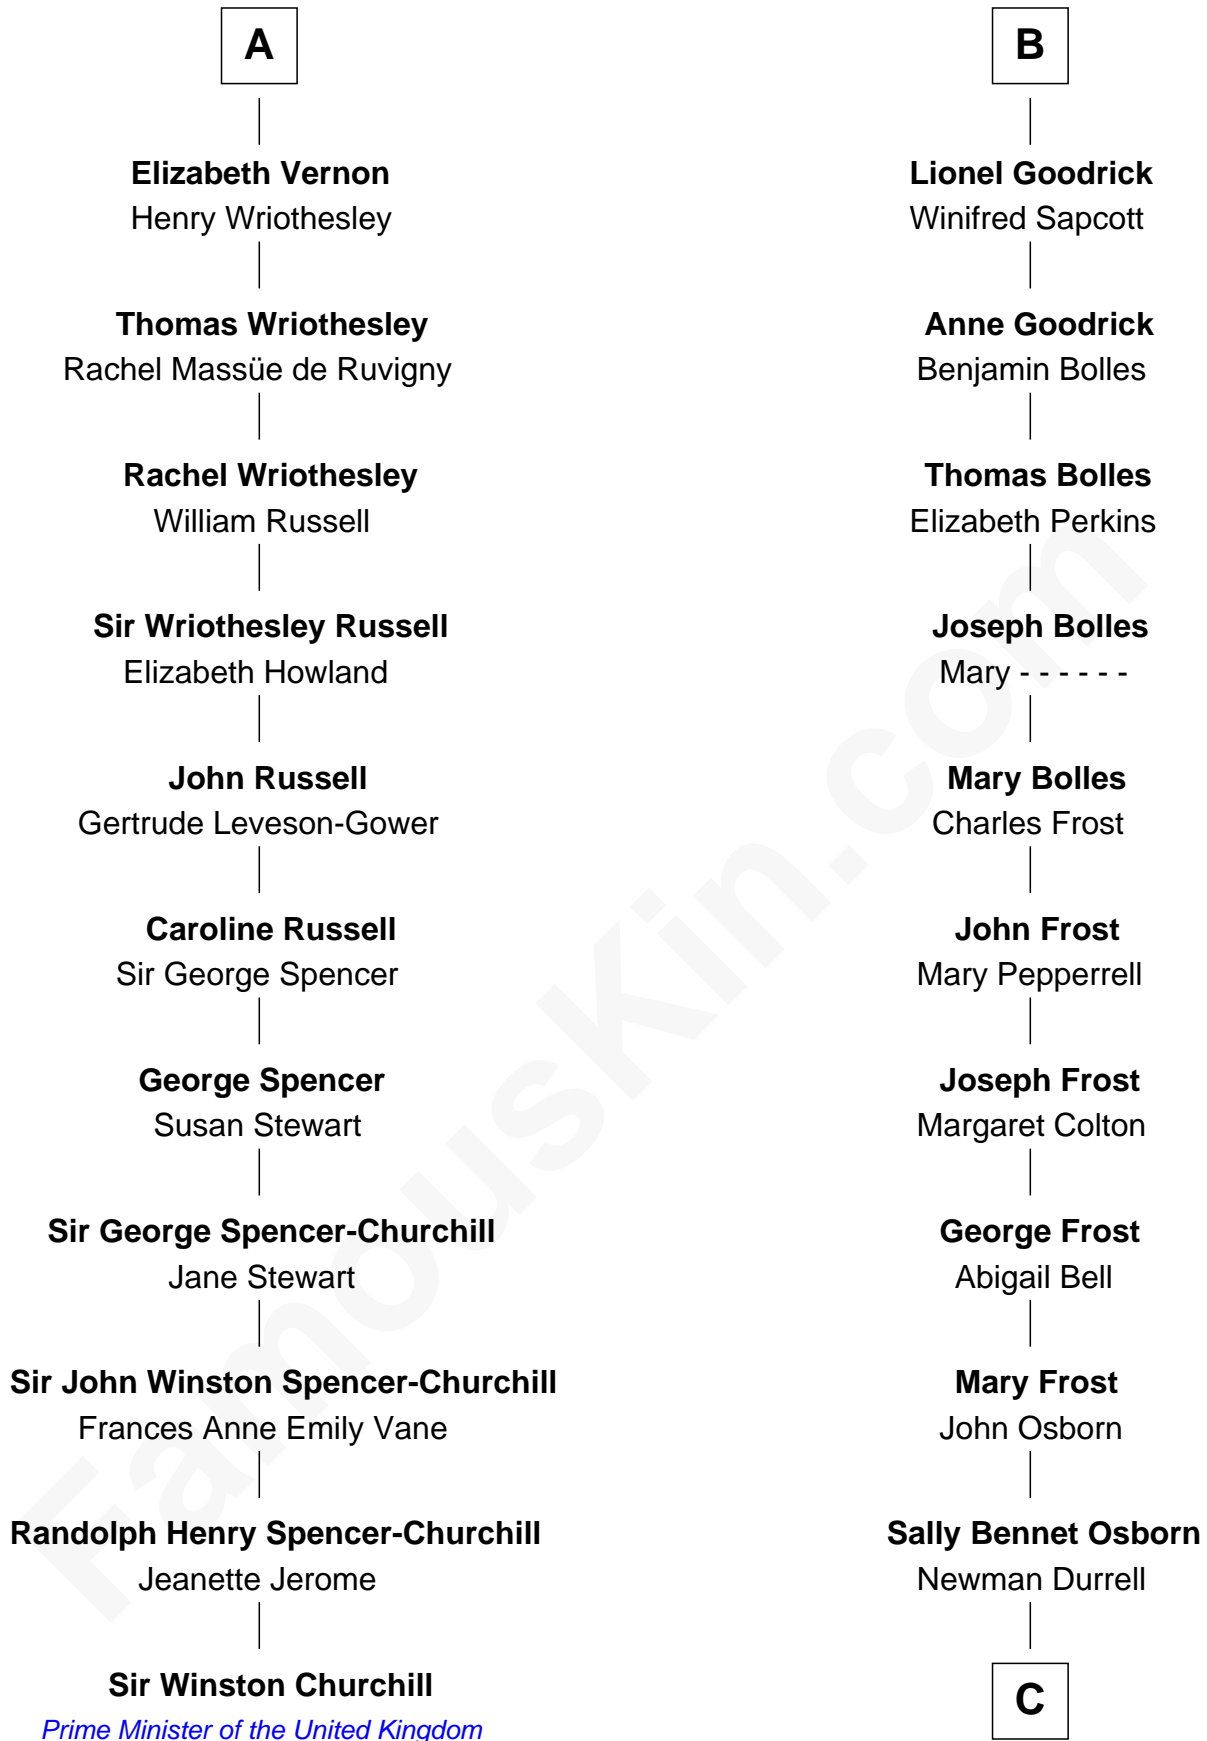 A
Elizabeth Vernon
Henry Wriothesley
Thomas Wriothesley
Rachel Massüe de Ruvigny
Rachel Wriothesley
William Russell
Sir Wriothesley Russell
Elizabeth Howland
John Russell
Gertrude Leveson-Gower
Caroline Russell
Sir George Spencer
George Spencer
Susan Stewart
Sir George Spencer-Churchill
Jane Stewart
Sir John Winston Spencer-Churchill
Frances Anne Emily Vane
Randolph Henry Spencer-Churchill
Jeanette Jerome
Sir Winston Churchill
Prime Minister of the United Kingdom
B
Lionel Goodrick
Winifred Sapcott
Anne Goodrick
Benjamin Bolles
Thomas Bolles
Elizabeth Perkins
Joseph Bolles
Mary - - - - - -
Mary Bolles
Charles Frost
John Frost
Mary Pepperrell
Joseph Frost
Margaret Colton
George Frost
Abigail Bell
Mary Frost
John Osborn
Sally Bennet Osborn
Newman Durrell
C
FamousKin.com